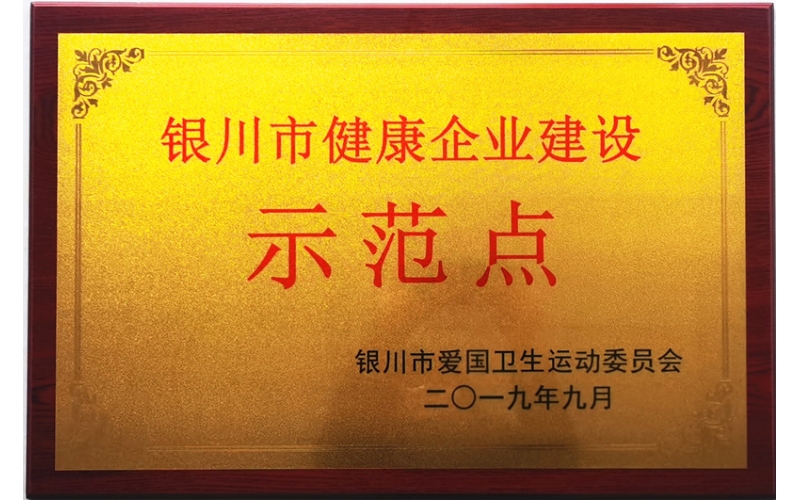 银川市健康企业建设
示范点
银川市爱国卫生运动委员会
二〇一九年九月